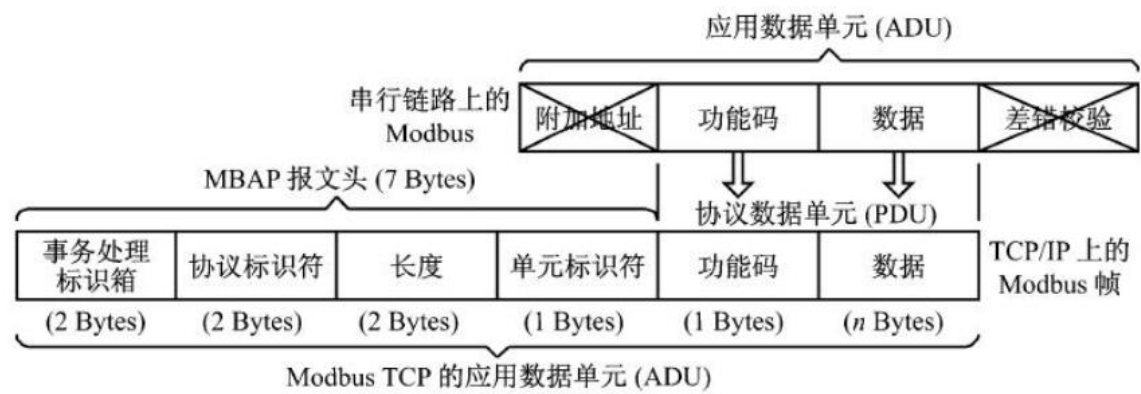 应用数据单元 (ADU)
串行链路上的
Modbus
附加地址 功能码 数据 差错校验
MBAP 报文头 (7 Bytes)
协议数据单元 (PDU)
事务处理
标识箱
协议标识符 长度 单元标识符 功能码 数据
TCP/IP 上的
Modbus 帧
(2 Bytes) (2 Bytes) (2 Bytes) (1 Bytes) (1 Bytes) (n Bytes)
Modbus TCP 的应用数据单元 (ADU)